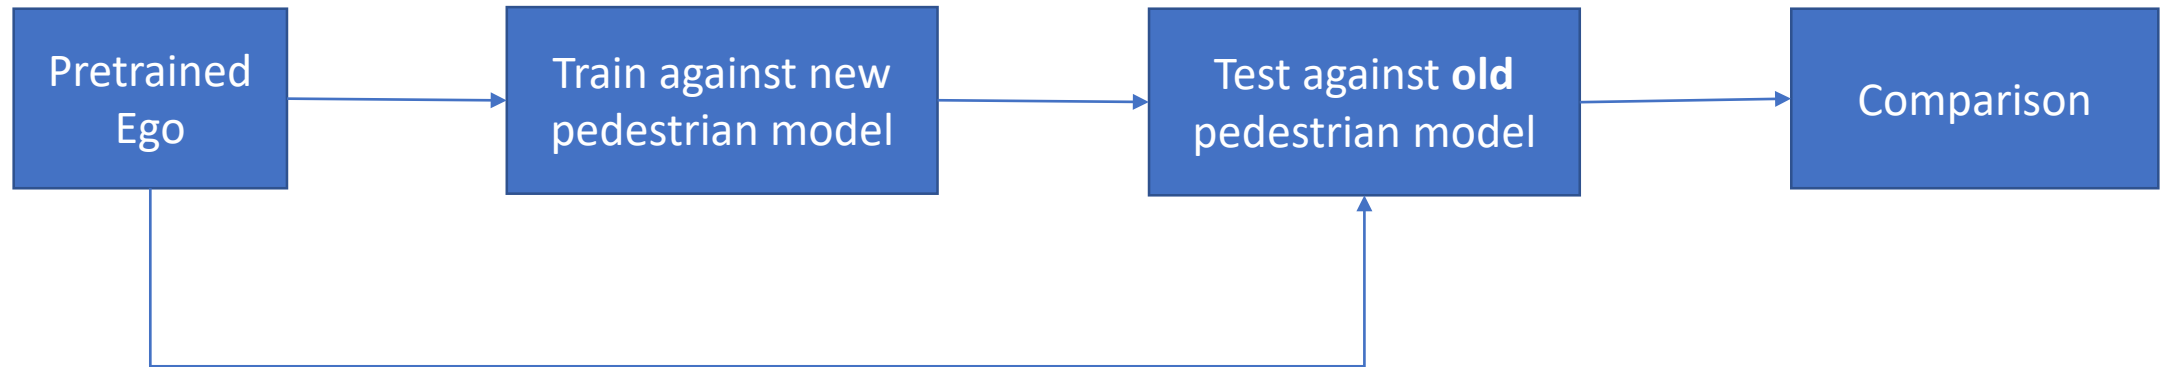 Pretrained
Ego
Train against new
pedestrian model
Test against old
pedestrian model
Comparison